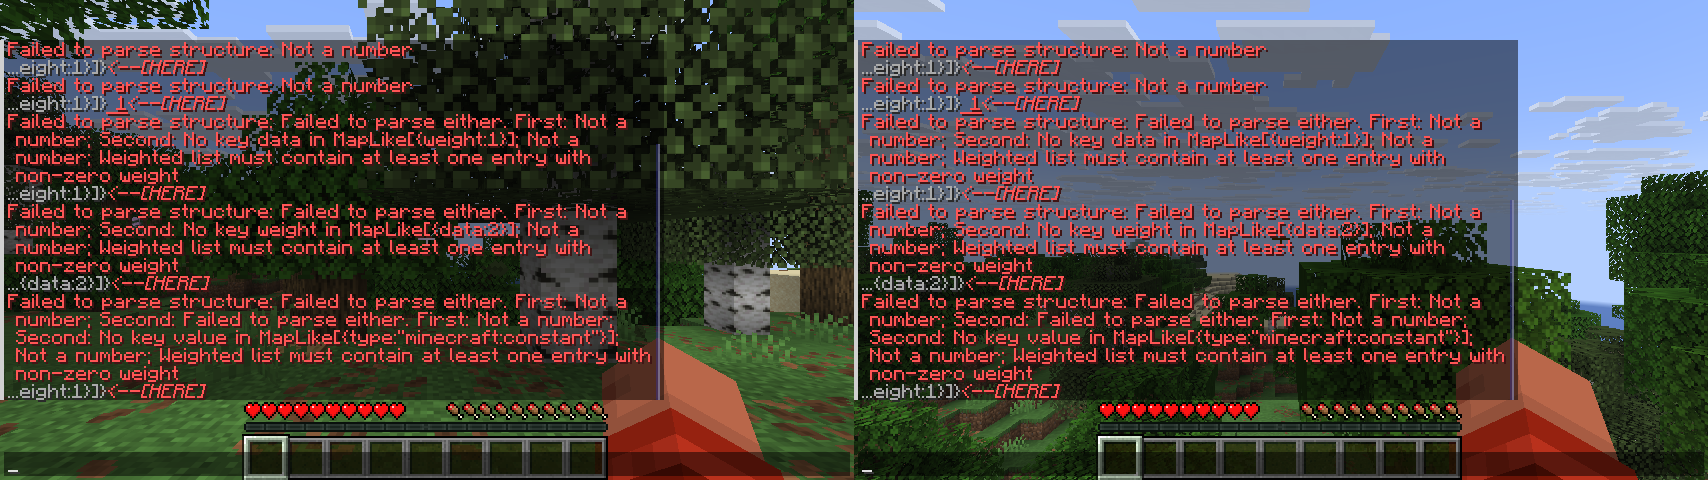 Failed to parse structure: Not a number
...eight:1}]}<--[HERE]
Failed to parse structure: Not a number
...eight:1}]} 1<--[HERE]
Failed to parse structure: Failed to parse either. First: Not a
number; Second: No key data in MapLike[{weight:1}]; Not a
number; Weighted list must contain at least one entry with
non-zero weight
...eight:1}]}<--[HERE]
Failed to parse structure: Failed to parse either. First: Not a
number; Second: No key weight in MapLike[{data:2}]; Not a
number; Weighted list must contain at least one entry with
non-zero weight
...{data:2}]}<--[HERE]
Failed to parse structure: Failed to parse either. First: Not a
number; Second: Failed to parse either. First: Not a number;
Second: No key value in MapLike[{type:"minecraft:constant"}];
Not a number; Weighted list must contain at least one entry with
non-zero weight
...eight:1}]}<--[HERE]
_
Failed to parse structure: Not a number
...eight:1}]}<--[HERE]
Failed to parse structure: Not a number
...eight:1}]} 1<--[HERE]
Failed to parse structure: Failed to parse either. First: Not a
number; Second: No key data in MapLike[{weight:1}]; Not a
number; Weighted list must contain at least one entry with
non-zero weight
...eight:1}]}<--[HERE]
Failed to parse structure: Failed to parse either. First: Not a
number; Second: No key weight in MapLike[{data:2}]; Not a
number; Weighted list must contain at least one entry with
non-zero weight
...{data:2}]}<--[HERE]
Failed to parse structure: Failed to parse either. First: Not a
number; Second: Failed to parse either. First: Not a number;
Second: No key value in MapLike[{type:"minecraft:constant"}];
Not a number; Weighted list must contain at least one entry with
non-zero weight
...eight:1}]}<--[HERE]
_